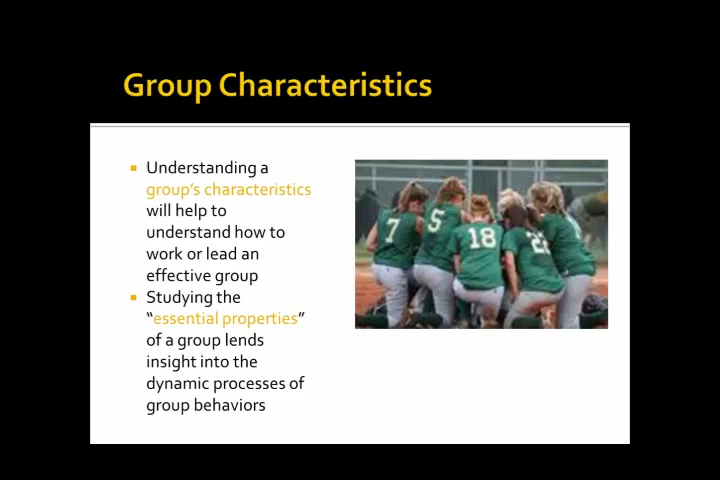 Group Characteristics
▪ Understanding a
group's characteristics
will help to
understand how to
work or lead an
effective group
▪ Studying the
“essential properties”
of a group lends
insight into the
dynamic processes of
group behaviors
7
5
18
22